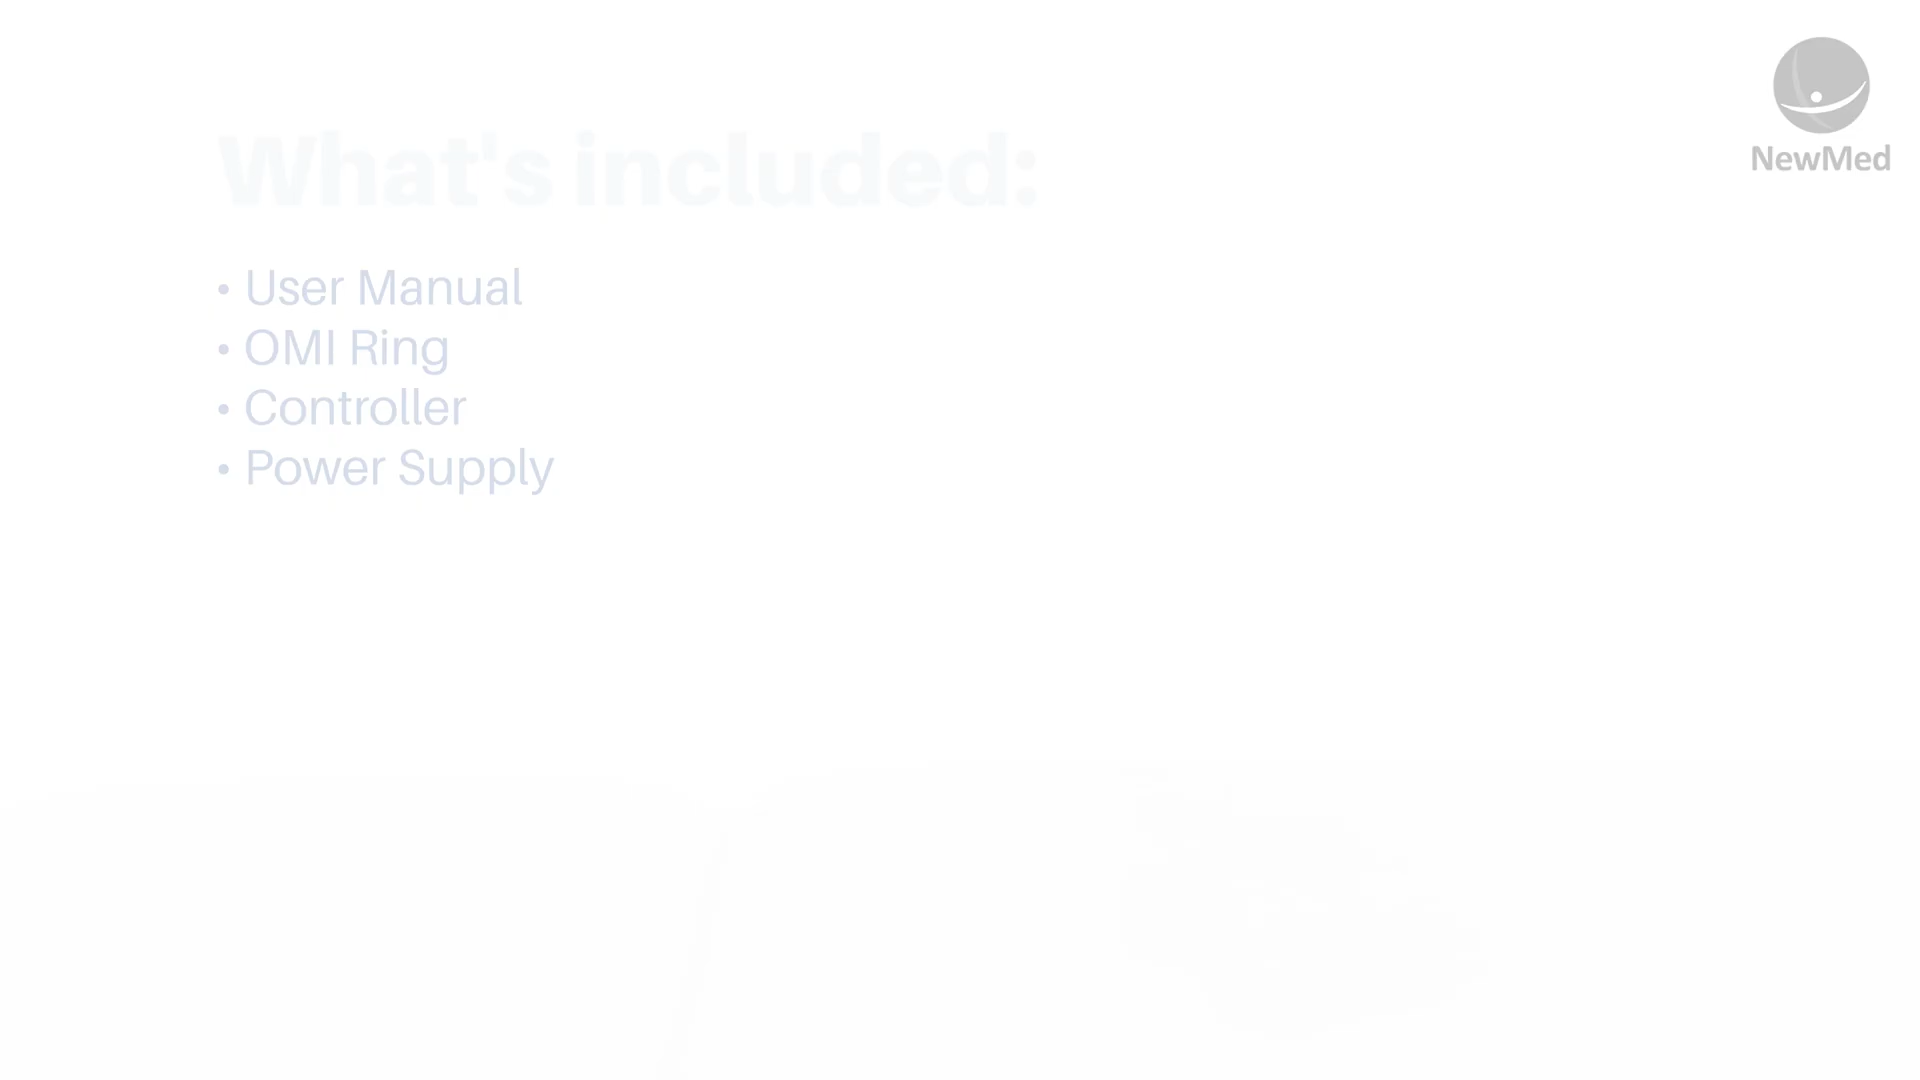 NewMed
What's included:
• User Manual
• OMI Ring
• Controller
• Power Supply